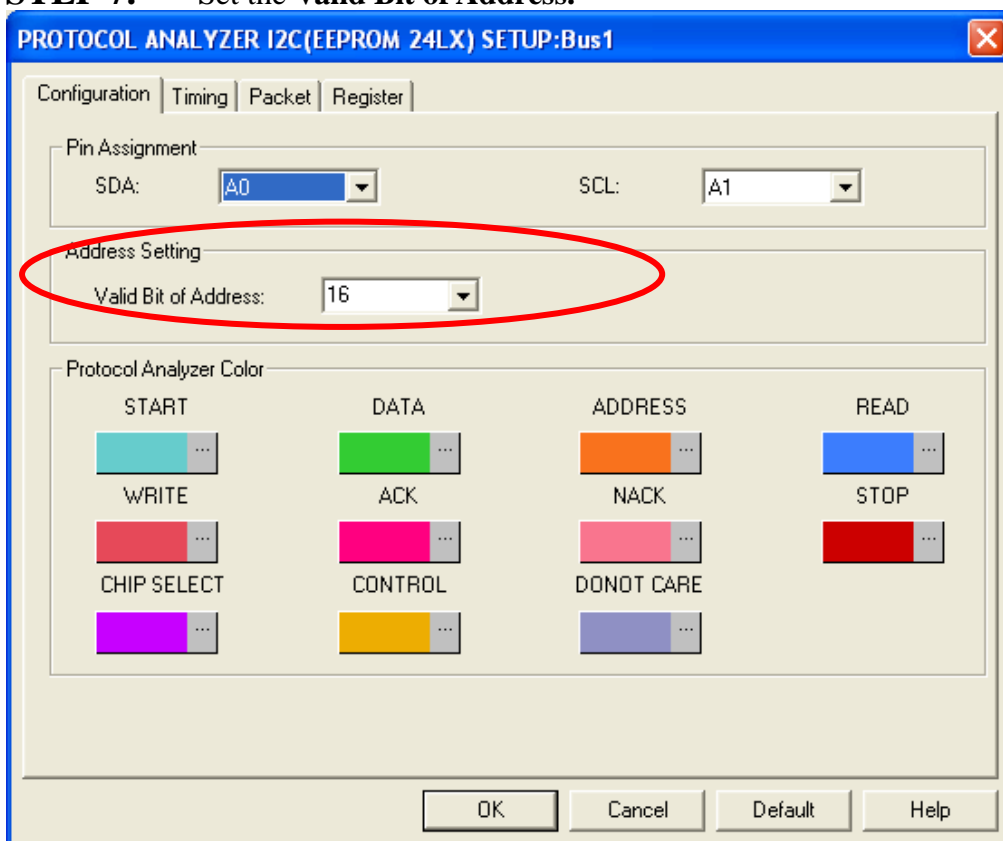 STEP 7. Set the Valid Bit of Address.
PROTOCOL ANALYZER I2C(EEPROM 24LX) SETUP:Bus1
Configuration Timing Packet Register
Pin Assignment
SDA: A0 SCL: A1
Address Setting
Valid Bit of Address: 16
Protocol Analyzer Color
START DATA ADDRESS READ
... ... ... ...
WRITE ACK NACK STOP
... ... ... ...
CHIP SELECT CONTROL DONOT CARE
... ... ...
OK Cancel Default Help